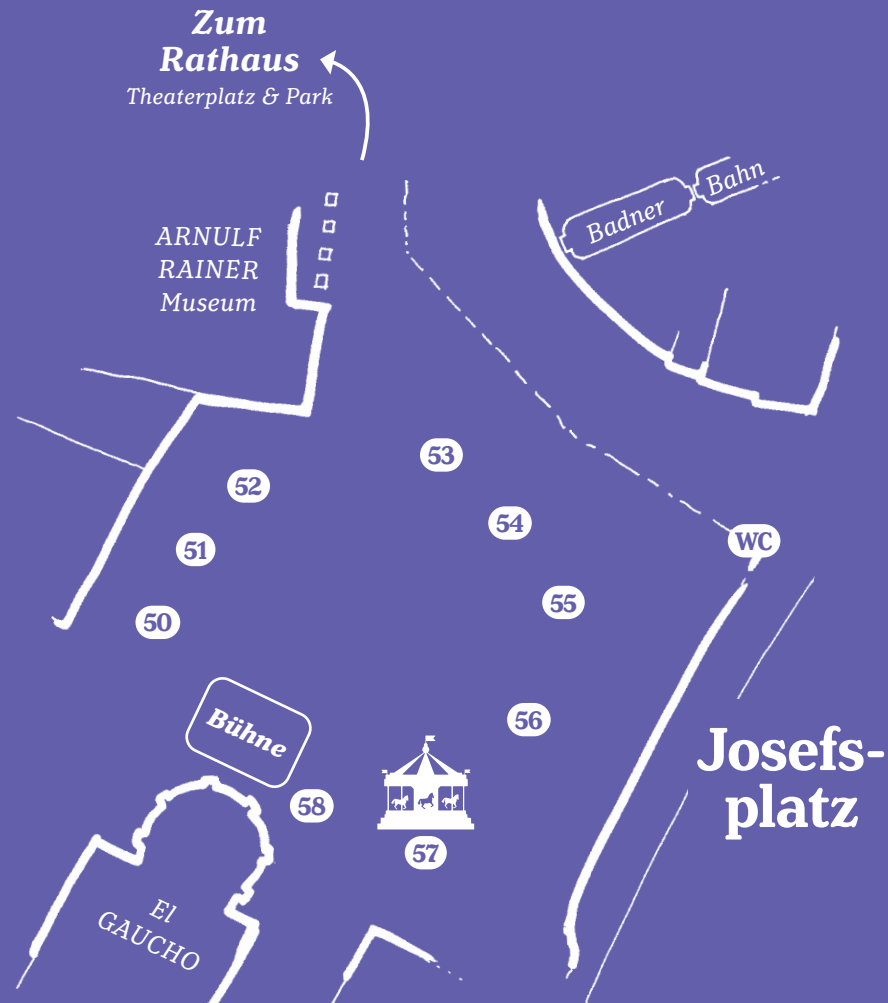 Zum
Rathaus
Theaterplatz & Park
Badner
Bahn
ARNULF
RAINER
Museum
53
52
54
WC
51
55
50
56
Bühne
Josefs-
platz
58
57
El
GAUCHO